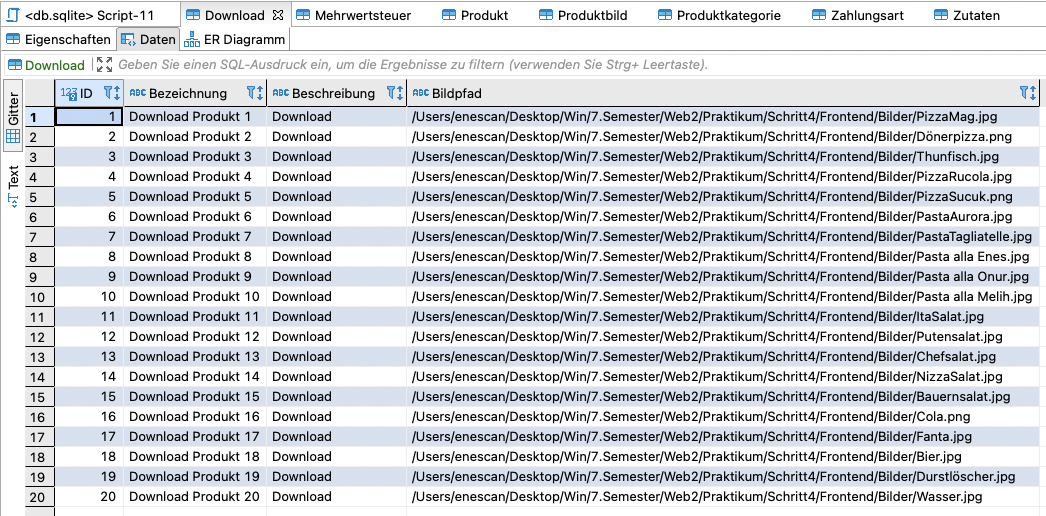 <db.sqlite> Script-11 Download Mehrwertsteuer Produkt Produktbild Produktkategorie Zahlungsart Zutaten
Eigenschaften Daten ER Diagramm
Download Geben Sie einen SQL-Ausdruck ein, um die Ergebnisse zu filtern (verwenden Sie Strg+ Leertaste).
Gitter
Text
123 ID ABC Bezeichnung ABC Beschreibung ABC Bildpfad
1 1 Download Produkt 1 Download /Users/enescan/Desktop/Win/7.Semester/Web2/Praktikum/Schritt4/Frontend/Bilder/PizzaMag.jpg
2 2 Download Produkt 2 Download /Users/enescan/Desktop/Win/7.Semester/Web2/Praktikum/Schritt4/Frontend/Bilder/Dönerpizza.png
3 3 Download Produkt 3 Download /Users/enescan/Desktop/Win/7.Semester/Web2/Praktikum/Schritt4/Frontend/Bilder/Thunfisch.jpg
4 4 Download Produkt 4 Download /Users/enescan/Desktop/Win/7.Semester/Web2/Praktikum/Schritt4/Frontend/Bilder/PizzaRucola.jpg
5 5 Download Produkt 5 Download /Users/enescan/Desktop/Win/7.Semester/Web2/Praktikum/Schritt4/Frontend/Bilder/PizzaSucuk.png
6 6 Download Produkt 6 Download /Users/enescan/Desktop/Win/7.Semester/Web2/Praktikum/Schritt4/Frontend/Bilder/PastaAurora.jpg
7 7 Download Produkt 7 Download /Users/enescan/Desktop/Win/7.Semester/Web2/Praktikum/Schritt4/Frontend/Bilder/PastaTagliatelle.jpg
8 8 Download Produkt 8 Download /Users/enescan/Desktop/Win/7.Semester/Web2/Praktikum/Schritt4/Frontend/Bilder/Pasta alla Enes.jpg
9 9 Download Produkt 9 Download /Users/enescan/Desktop/Win/7.Semester/Web2/Praktikum/Schritt4/Frontend/Bilder/Pasta alla Onur.jpg
10 10 Download Produkt 10 Download /Users/enescan/Desktop/Win/7.Semester/Web2/Praktikum/Schritt4/Frontend/Bilder/Pasta alla Melih.jpg
11 11 Download Produkt 11 Download /Users/enescan/Desktop/Win/7.Semester/Web2/Praktikum/Schritt4/Frontend/Bilder/ItaSalat.jpg
12 12 Download Produkt 12 Download /Users/enescan/Desktop/Win/7.Semester/Web2/Praktikum/Schritt4/Frontend/Bilder/Putensalat.jpg
13 13 Download Produkt 13 Download /Users/enescan/Desktop/Win/7.Semester/Web2/Praktikum/Schritt4/Frontend/Bilder/Chefsalat.jpg
14 14 Download Produkt 14 Download /Users/enescan/Desktop/Win/7.Semester/Web2/Praktikum/Schritt4/Frontend/Bilder/NizzaSalat.jpg
15 15 Download Produkt 15 Download /Users/enescan/Desktop/Win/7.Semester/Web2/Praktikum/Schritt4/Frontend/Bilder/Bauernsalat.jpg
16 16 Download Produkt 16 Download /Users/enescan/Desktop/Win/7.Semester/Web2/Praktikum/Schritt4/Frontend/Bilder/Cola.png
17 17 Download Produkt 17 Download /Users/enescan/Desktop/Win/7.Semester/Web2/Praktikum/Schritt4/Frontend/Bilder/Fanta.jpg
18 18 Download Produkt 18 Download /Users/enescan/Desktop/Win/7.Semester/Web2/Praktikum/Schritt4/Frontend/Bilder/Bier.jpg
19 19 Download Produkt 19 Download /Users/enescan/Desktop/Win/7.Semester/Web2/Praktikum/Schritt4/Frontend/Bilder/Durstlöscher.jpg
20 20 Download Produkt 20 Download /Users/enescan/Desktop/Win/7.Semester/Web2/Praktikum/Schritt4/Frontend/Bilder/Wasser.jpg